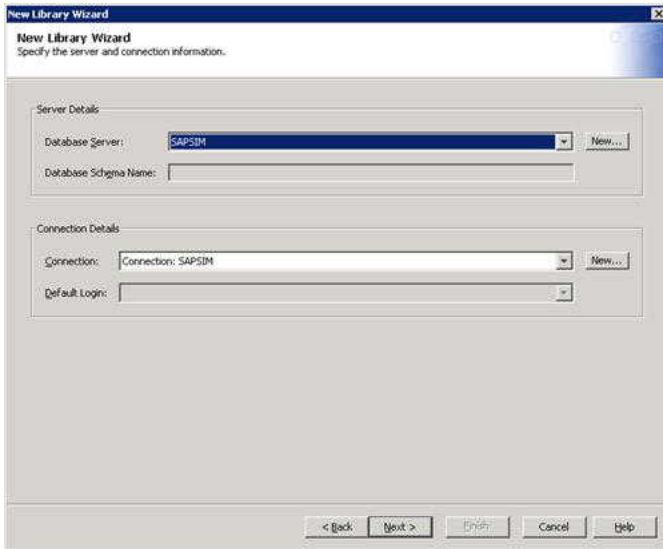 New Library Wizard
New Library Wizard
Specify the server and connection information.
Server Details
Database Server: SAPSIM New...
Database Schema Name:
Connection Details
Connection: Connection: SAPSIM New...
Default Login:
< Back Next > Finish Cancel Help